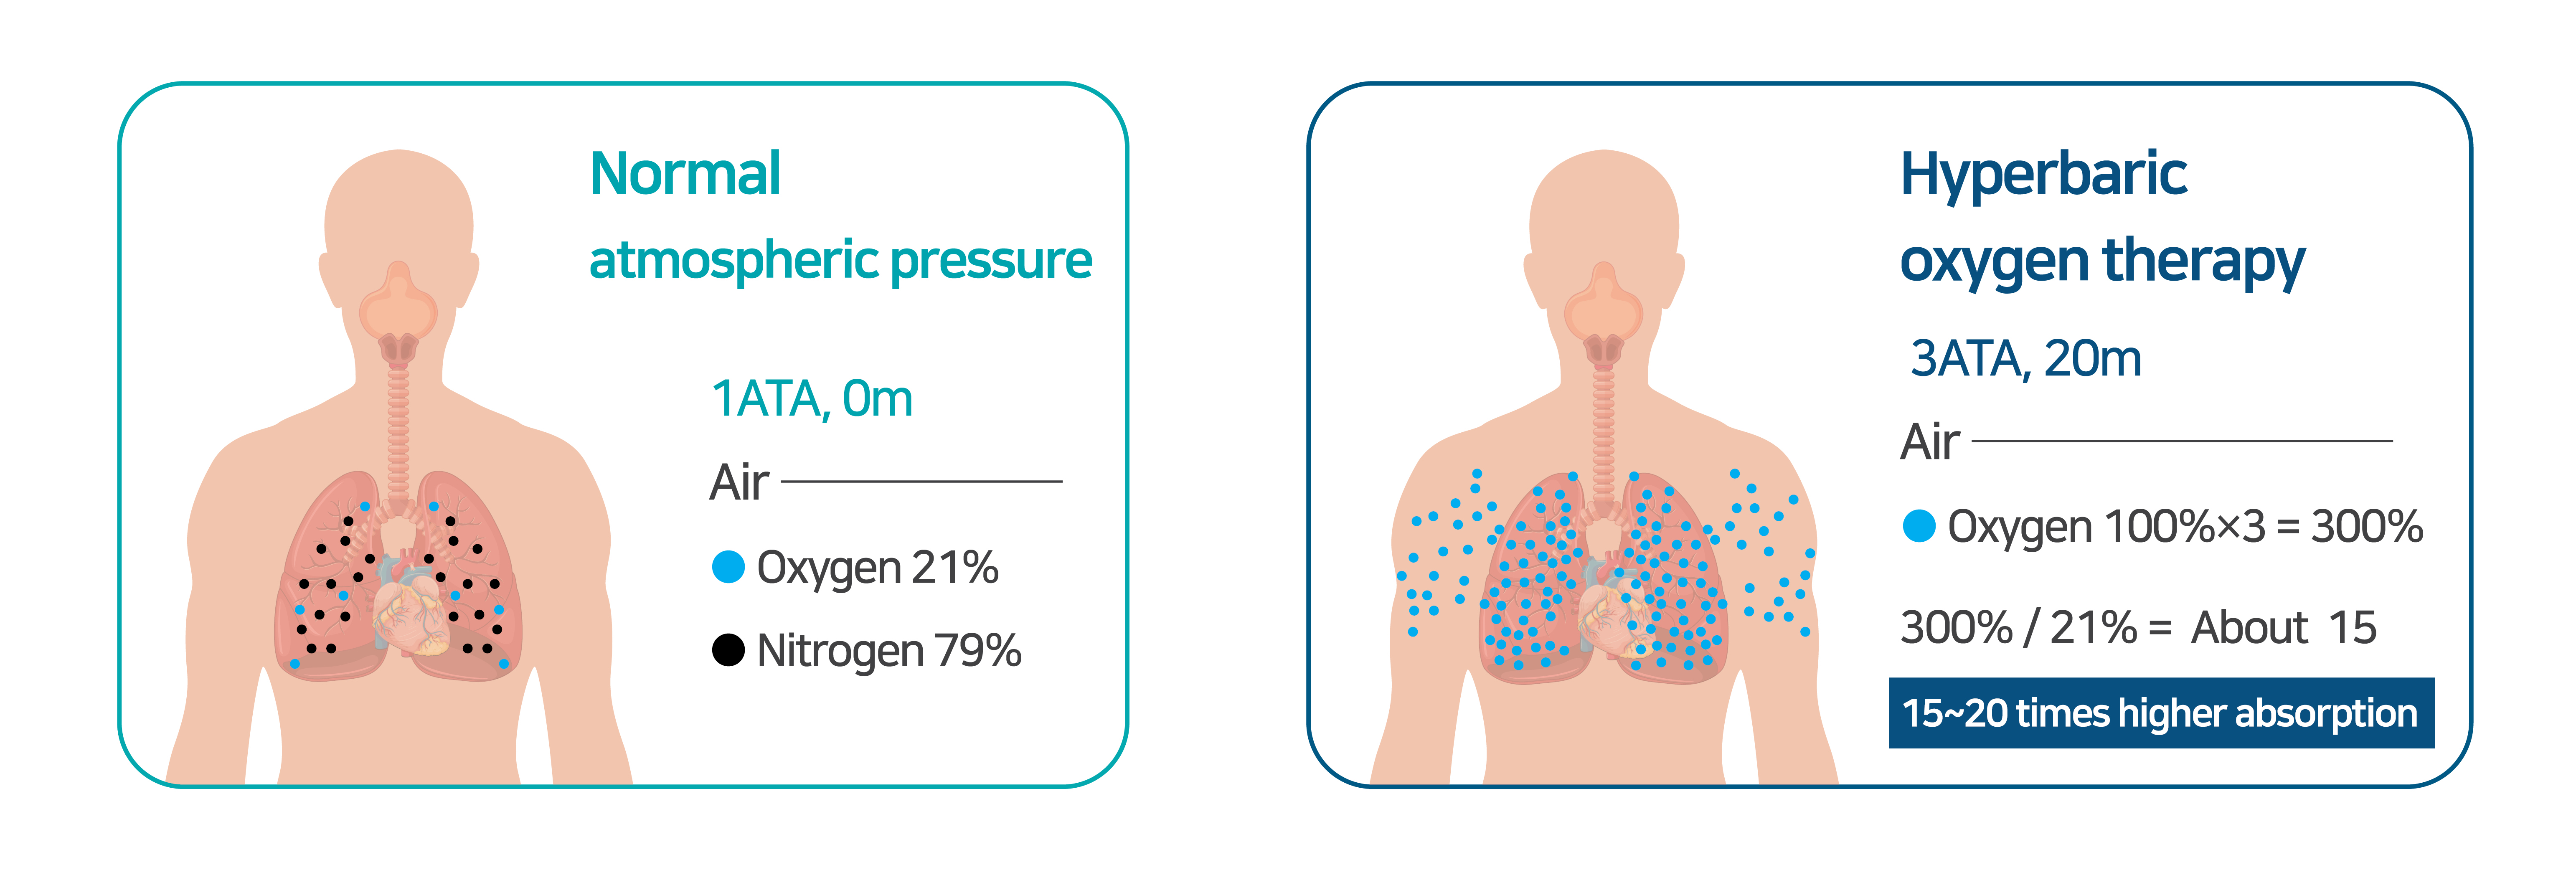 Normal
atmospheric pressure
1ATA, 0m
Air
Oxygen 21%
Nitrogen 79%
Hyperbaric
oxygen therapy
3ATA, 20m
Air
Oxygen 100%×3 = 300%
300% / 21% = About 15
15~20 times higher absorption